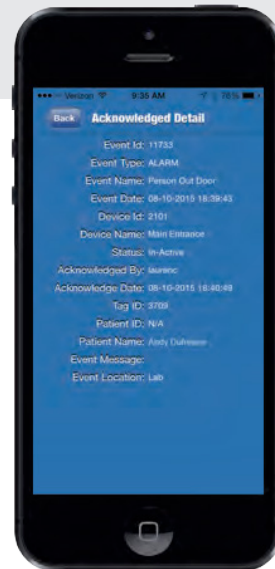 Verizon 9:35 AM 76%
Back Acknowledged Detail
Event Id: 11733
Event Type: ALARM
Event Name: Person Out Door
Event Date: 08-10-2015 16:39:43
Device Id: 2101
Device Name: Main Entrance
Status: In-Active
Acknowledged By: laurenc
Acknowledge Date: 08-10-2015 16:40:49
Tag ID: 3709
Patient ID: N/A
Patient Name: Andy Dufresne
Event Message:
Event Location: Lab